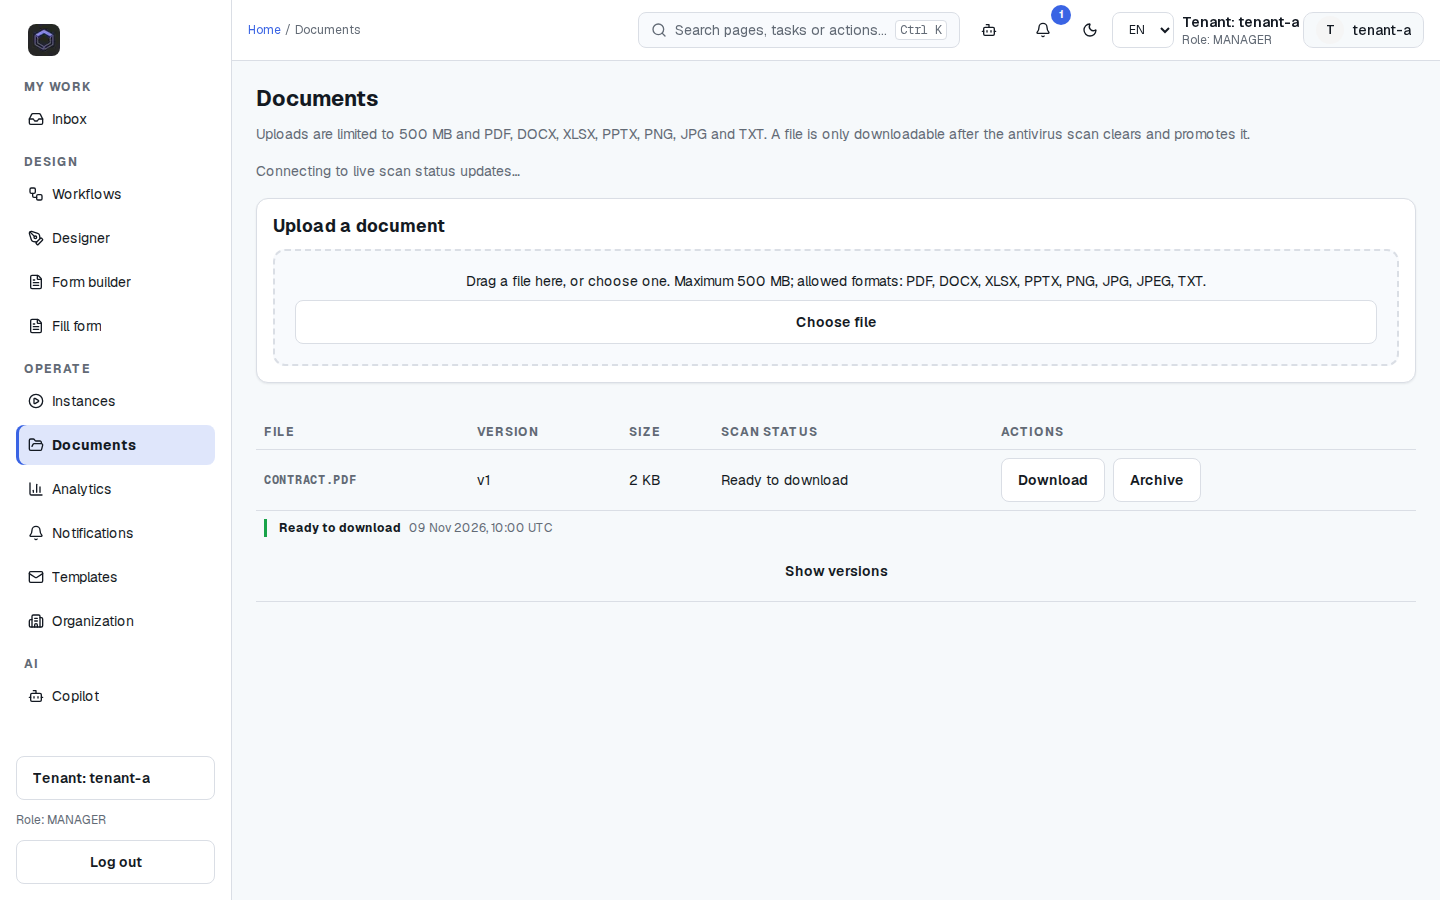 MY WORK
Inbox
DESIGN
Workflows
Designer
Form builder
Fill form
OPERATE
Instances
Documents
Analytics
Notifications
Templates
Organization
AI
Copilot
Tenant: tenant-a
Role: MANAGER
Log out
Home / Documents
Search pages, tasks or actions... Ctrl K
1
EN
Tenant: tenant-a
Role: MANAGER
T tenant-a
Documents
Uploads are limited to 500 MB and PDF, DOCX, XLSX, PPTX, PNG, JPG and TXT. A file is only downloadable after the antivirus scan clears and promotes it.
Connecting to live scan status updates…
Upload a document
Drag a file here, or choose one. Maximum 500 MB; allowed formats: PDF, DOCX, XLSX, PPTX, PNG, JPG, JPEG, TXT.
Choose file
FILE VERSION SIZE SCAN STATUS ACTIONS
CONTRACT.PDF v1 2 KB Ready to download Download Archive
Ready to download 09 Nov 2026, 10:00 UTC
Show versions